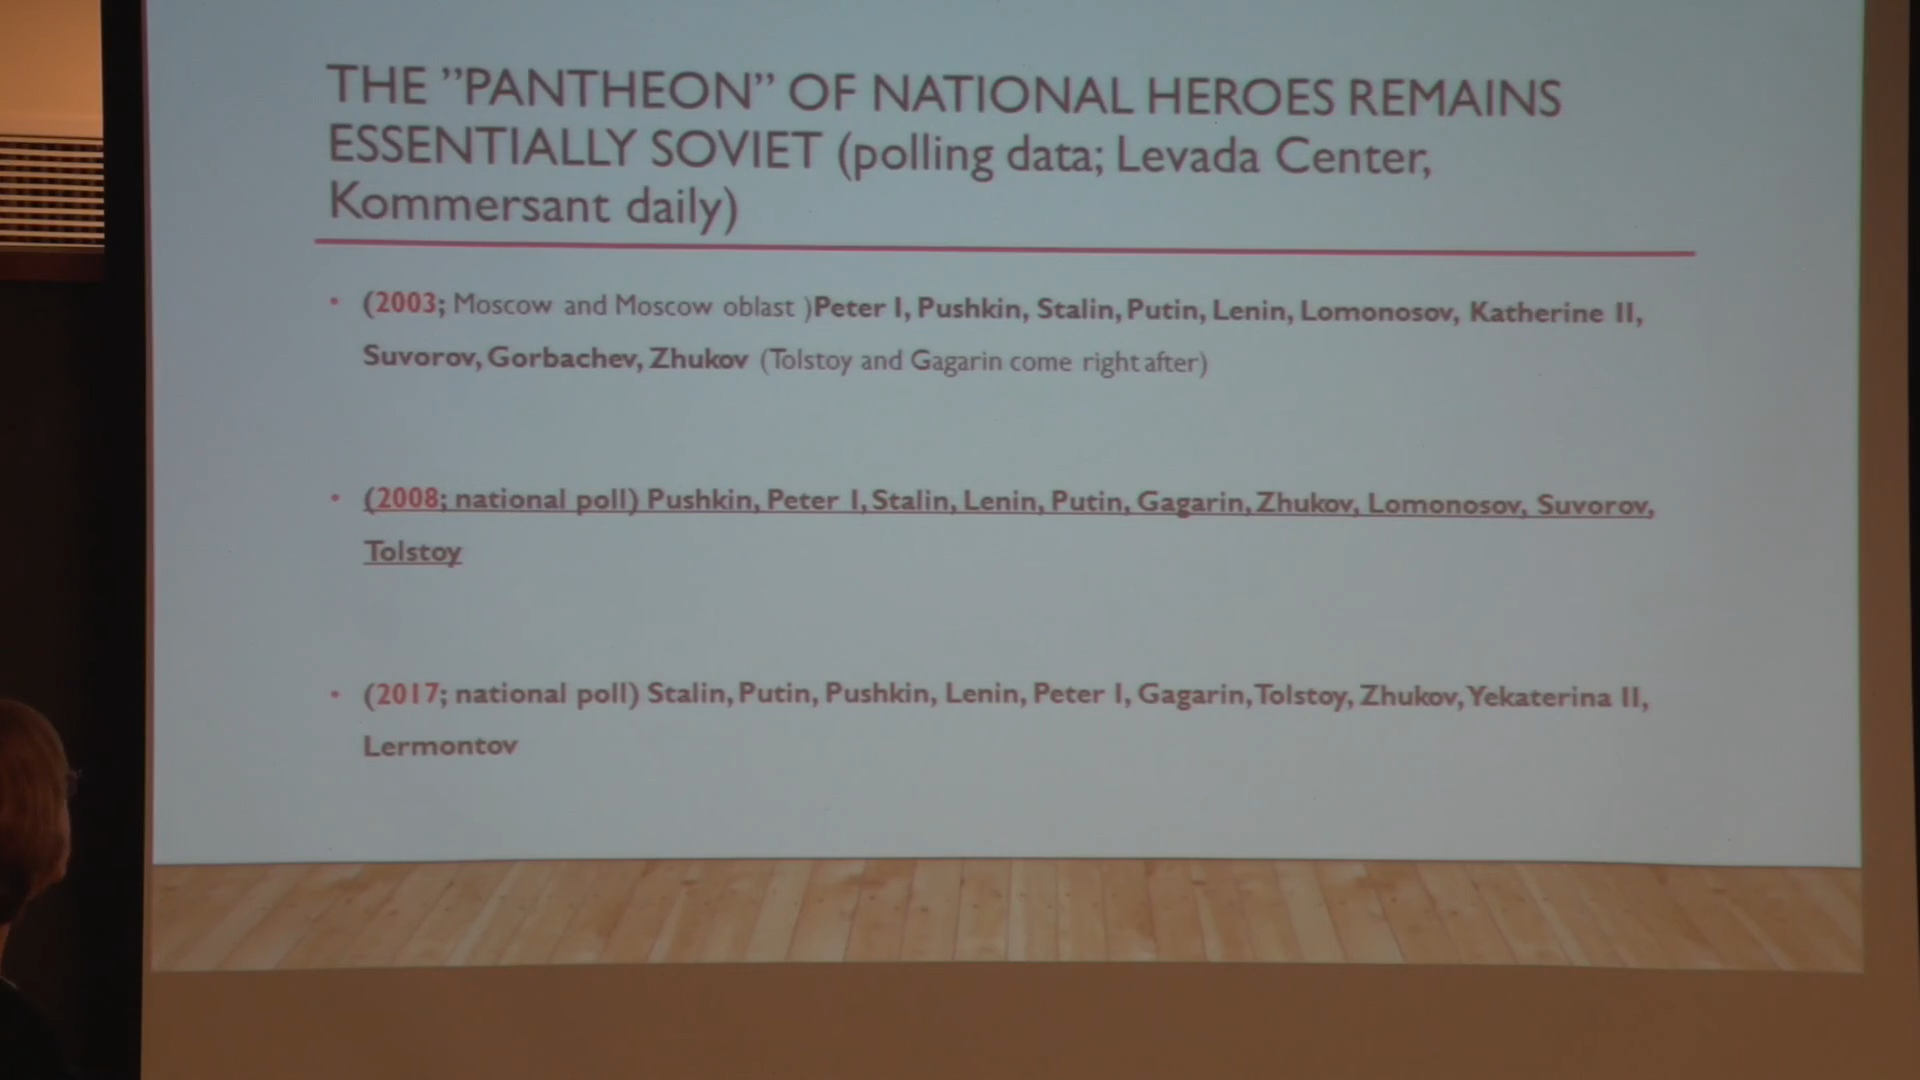 THE ”PANTHEON” OF NATIONAL HEROES REMAINS
ESSENTIALLY SOVIET (polling data; Levada Center,
Kommersant daily)
• (2003; Moscow and Moscow oblast )Peter I, Pushkin, Stalin, Putin, Lenin, Lomonosov, Katherine II,
Suvorov, Gorbachev, Zhukov (Tolstoy and Gagarin come right after)
• (2008; national poll) Pushkin, Peter I, Stalin, Lenin, Putin, Gagarin, Zhukov, Lomonosov, Suvorov,
Tolstoy
• (2017; national poll) Stalin, Putin, Pushkin, Lenin, Peter I, Gagarin, Tolstoy, Zhukov, Yekaterina II,
Lermontov